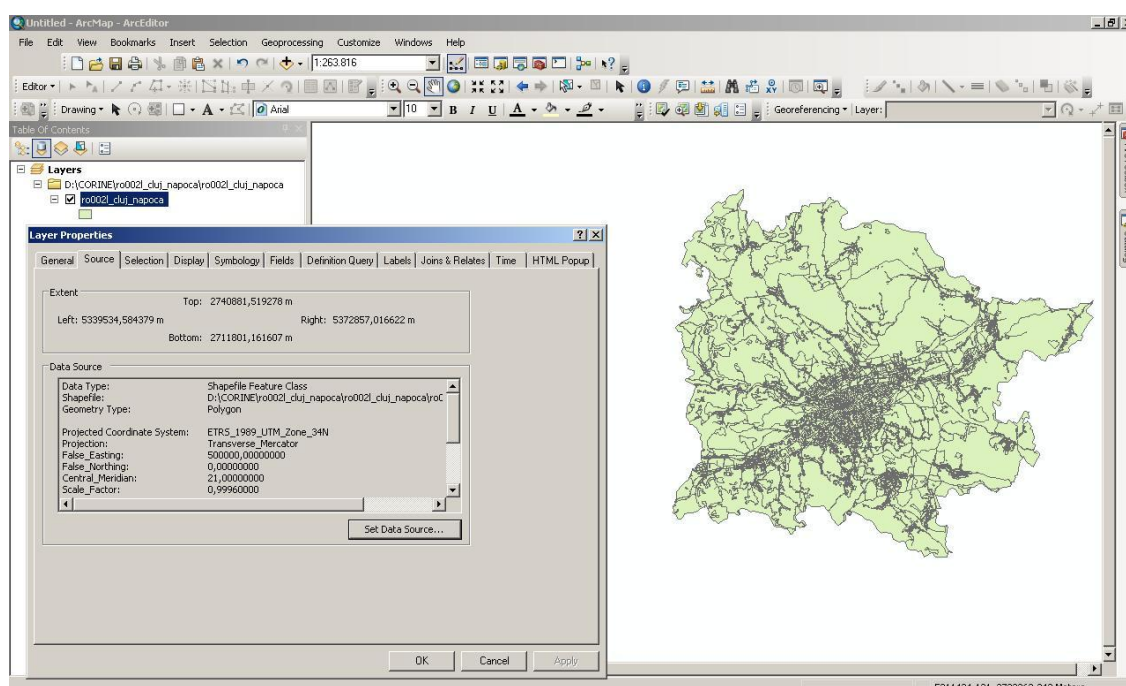 Untitled - ArcMap - ArcEditor
File Edit View Bookmarks Insert Selection Geoprocessing Customize Windows Help
1:263.816
Editor
Drawing A Arial 10 B I U A Georeferencing Layer:
Table Of Contents
Layers
D:\CORINE\ro002l_cluj_napoca\ro002l_cluj_napoca
ro002l_cluj_napoca
Layer Properties
General Source Selection Display Symbology Fields Definition Query Labels Joins & Relates Time HTML Popup
Extent
Top: 2740881,519278 m
Left: 5339534,584379 m Right: 5372857,016622 m
Bottom: 2711801,161607 m
Data Source
Data Type: Shapefile Feature Class
Shapefile: D:\CORINE\ro002l_cluj_napoca\ro002l_cluj_napoca\ro
Geometry Type: Polygon
Projected Coordinate System: ETRS_1989_UTM_Zone_34N
Projection: Transverse_Mercator
False_Easting: 500000,00000000
False_Northing: 0,00000000
Central_Meridian: 21,00000000
Scale_Factor: 0,99960000
Set Data Source...
OK Cancel Apply